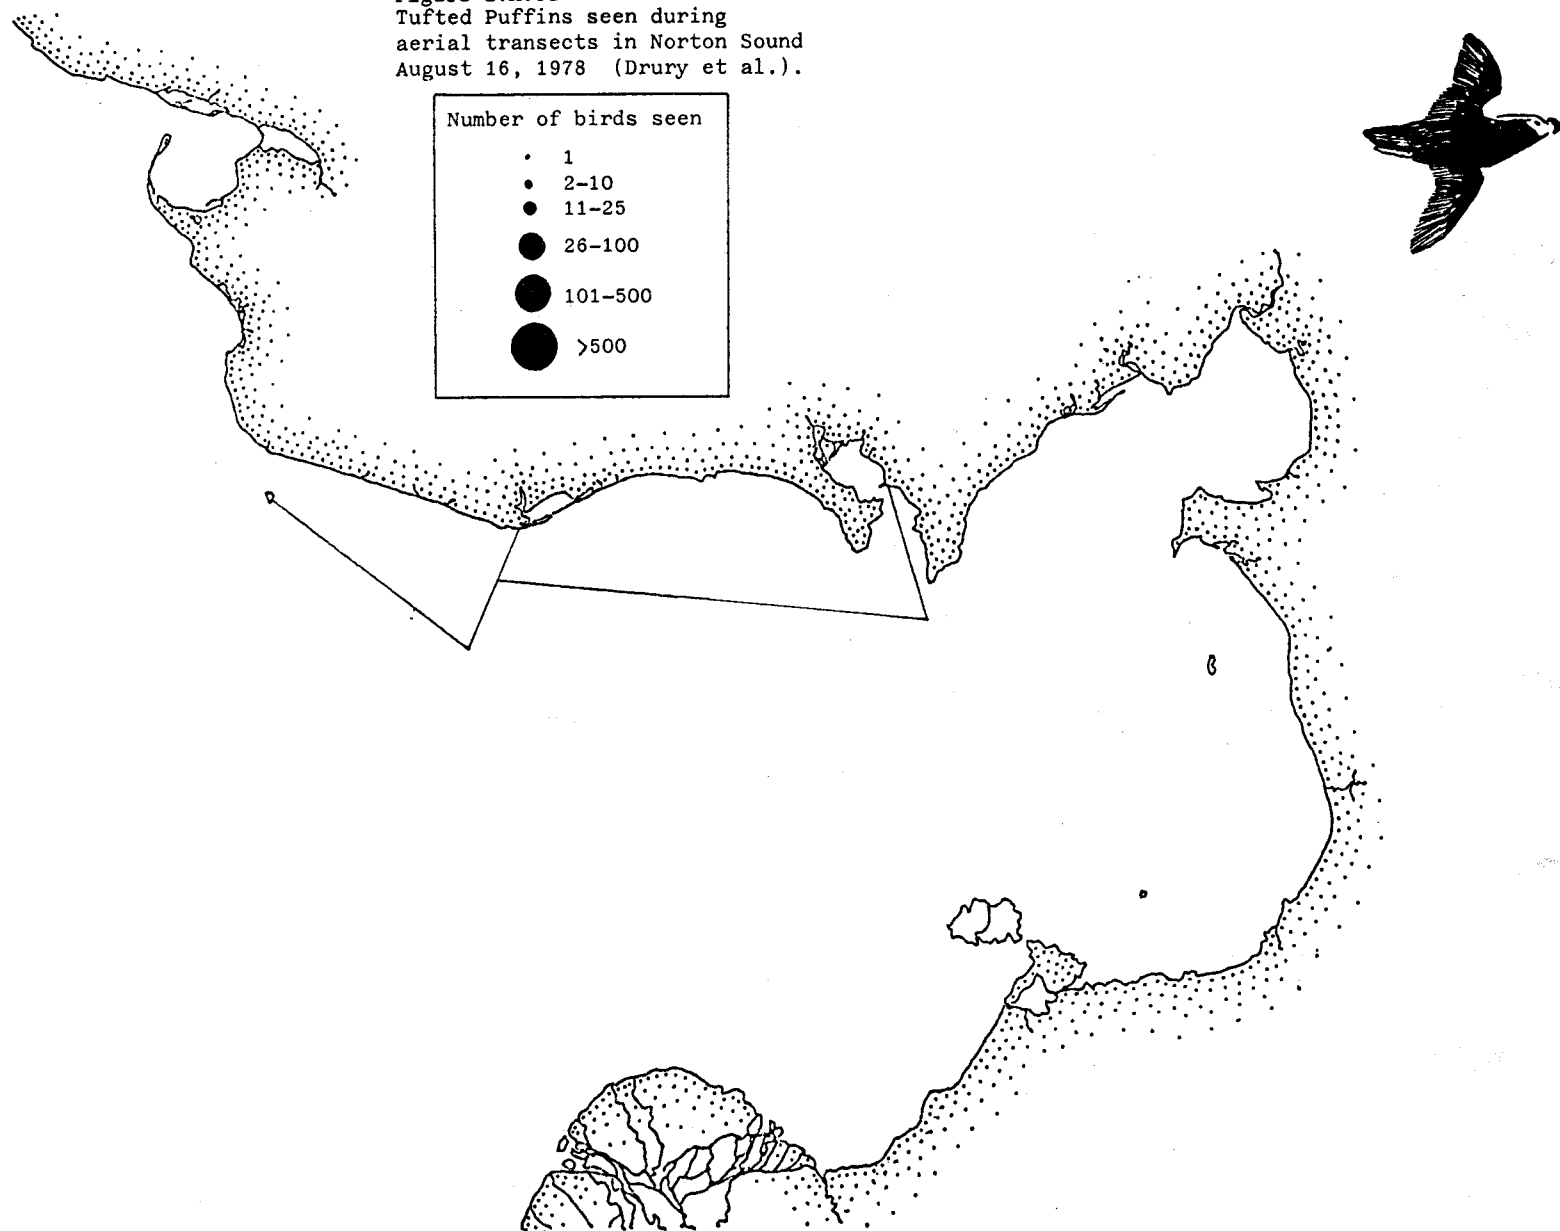 Tufted Puffins seen during
aerial transects in Norton Sound
August 16, 1978 (Drury et al.).
Number of birds seen
1
2-10
11-25
26-100
101-500
>500